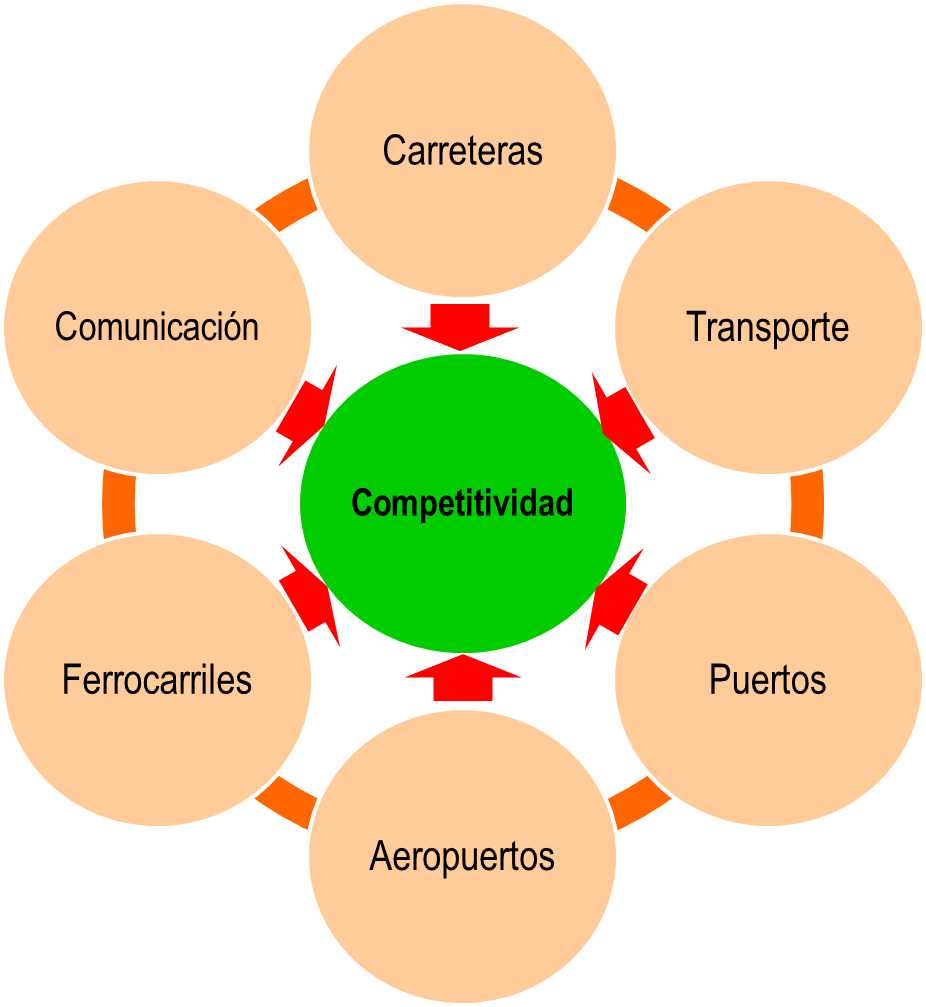 Carreteras
Comunicación
Transporte
Competitividad
Ferrocarriles
Puertos
Aeropuertos